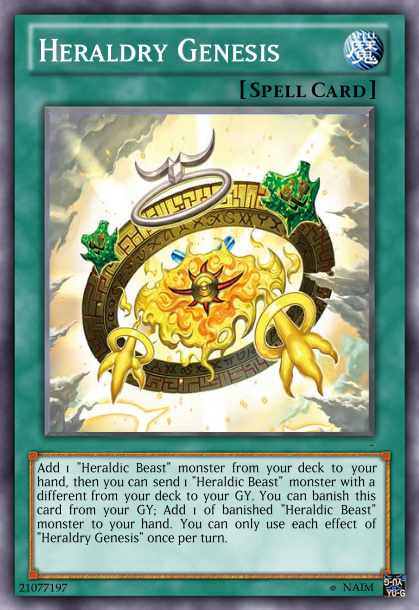 HERALDRY GENESIS
魔
[SPELL CARD]
Add 1 "Heraldic Beast" monster from your deck to your
hand, then you can send 1 "Heraldic Beast" monster with a
different from your deck to your GY. You can banish this
card from your GY; Add 1 of banished "Heraldic Beast"
monster to your hand. You can only use each effect of
"Heraldry Genesis" once per turn.
21077197
© NAIM
YU-G